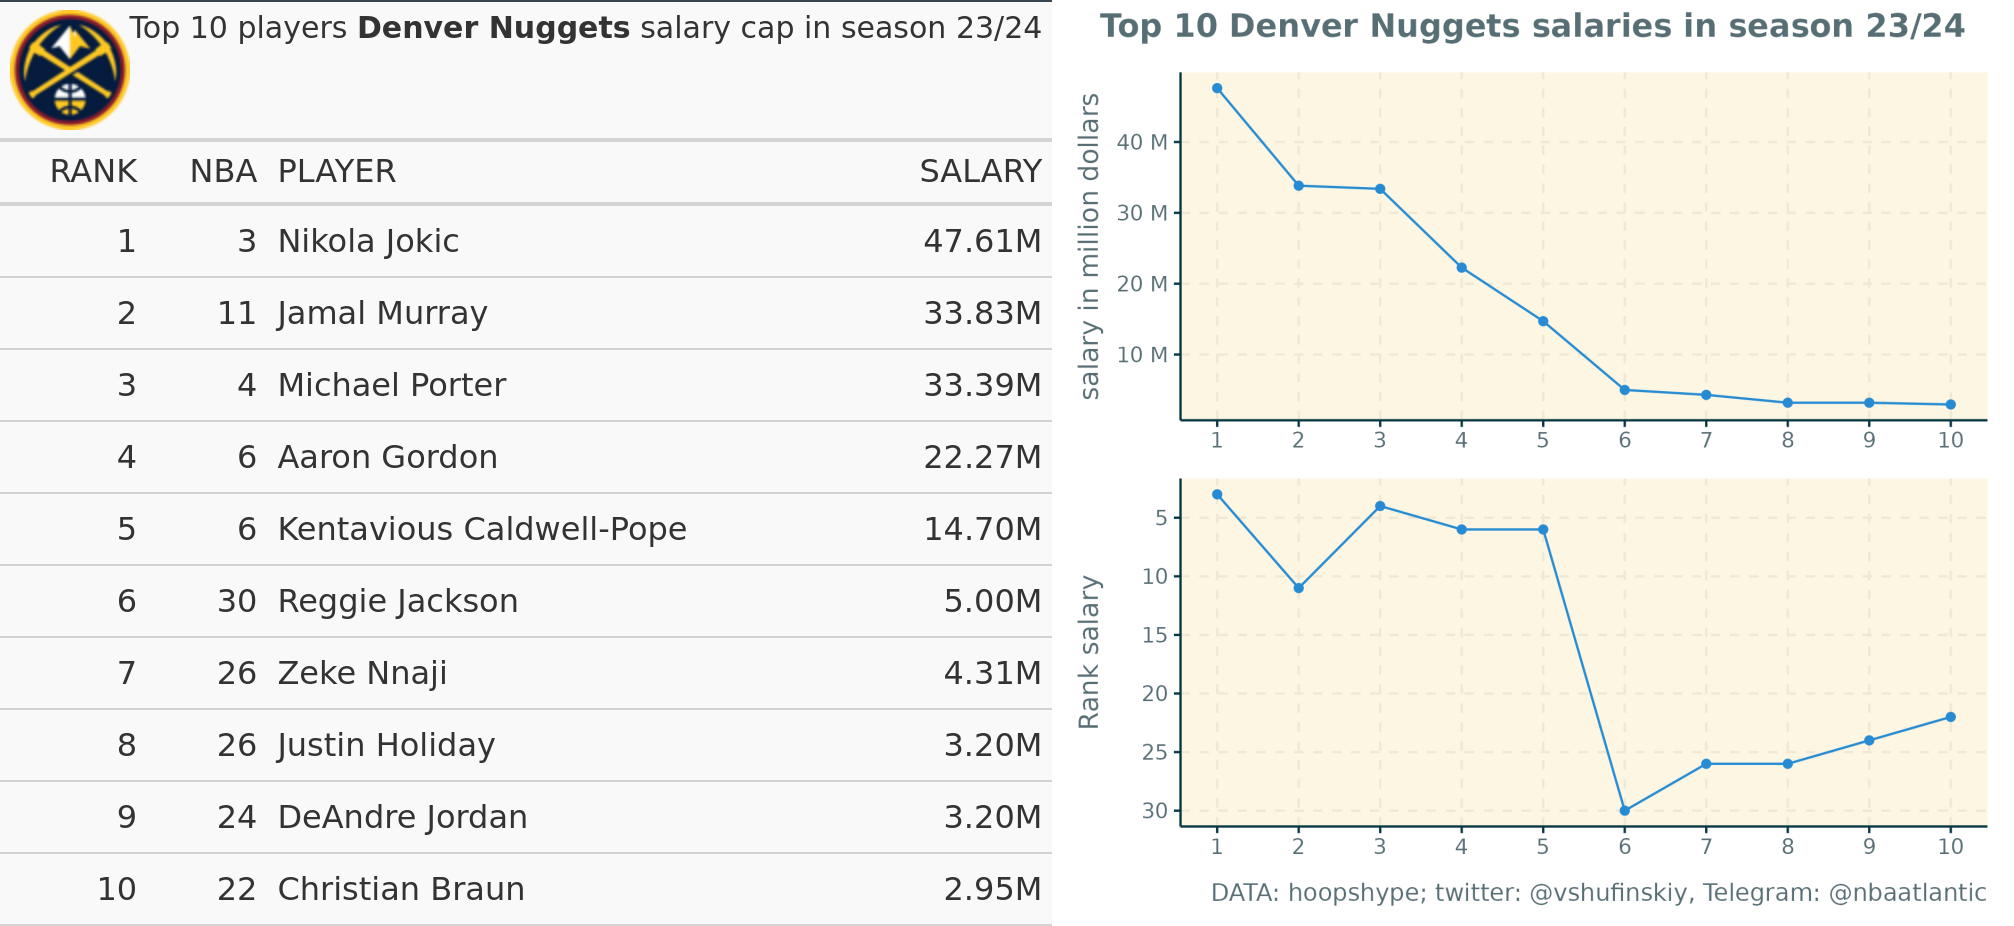 Top 10 players Denver Nuggets salary cap in season 23/24
RANK NBA PLAYER SALARY
1 3 Nikola Jokic 47.61M
2 11 Jamal Murray 33.83M
3 4 Michael Porter 33.39M
4 6 Aaron Gordon 22.27M
5 6 Kentavious Caldwell-Pope 14.70M
6 30 Reggie Jackson 5.00M
7 26 Zeke Nnaji 4.31M
8 26 Justin Holiday 3.20M
9 24 DeAndre Jordan 3.20M
10 22 Christian Braun 2.95M
Top 10 Denver Nuggets salaries in season 23/24
salary in million dollars
40 M
30 M
20 M
10 M
1 2 3 4 5 6 7 8 9 10
Rank salary
5
10
15
20
25
30
1 2 3 4 5 6 7 8 9 10
DATA: hoopshype; twitter: @vshufinskiy, Telegram: @nbaatlantic